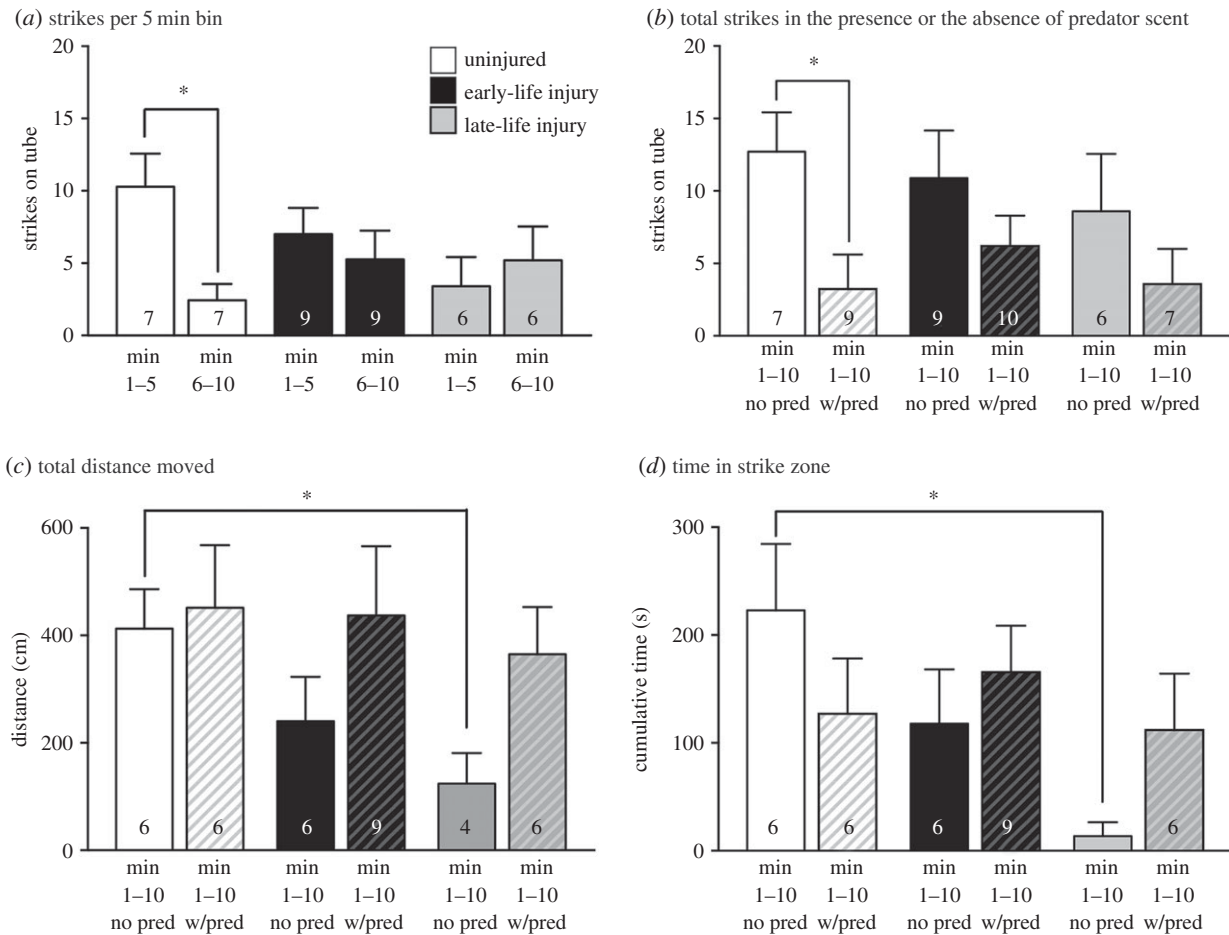 (a) strikes per 5 min bin
20
15
10
5
0
strikes on tube
*
uninjured
early-life injury
late-life injury
7 7 9 9 6 6
min min min min min min
1–5 6–10 1–5 6–10 1–5 6–10
(b) total strikes in the presence or the absence of predator scent
20
15
10
5
0
strikes on tube
*
7 9 9 10 6 7
min min min min min min
1–10 1–10 1–10 1–10 1–10 1–10
no pred w/pred no pred w/pred no pred w/pred
(c) total distance moved
600
400
200
0
distance (cm)
*
6 6 6 9 4 6
min min min min min min
1–10 1–10 1–10 1–10 1–10 1–10
no pred w/pred no pred w/pred no pred w/pred
(d) time in strike zone
300
200
100
0
cumulative time (s)
*
6 6 6 9 6
min min min min min min
1–10 1–10 1–10 1–10 1–10 1–10
no pred w/pred no pred w/pred no pred w/pred